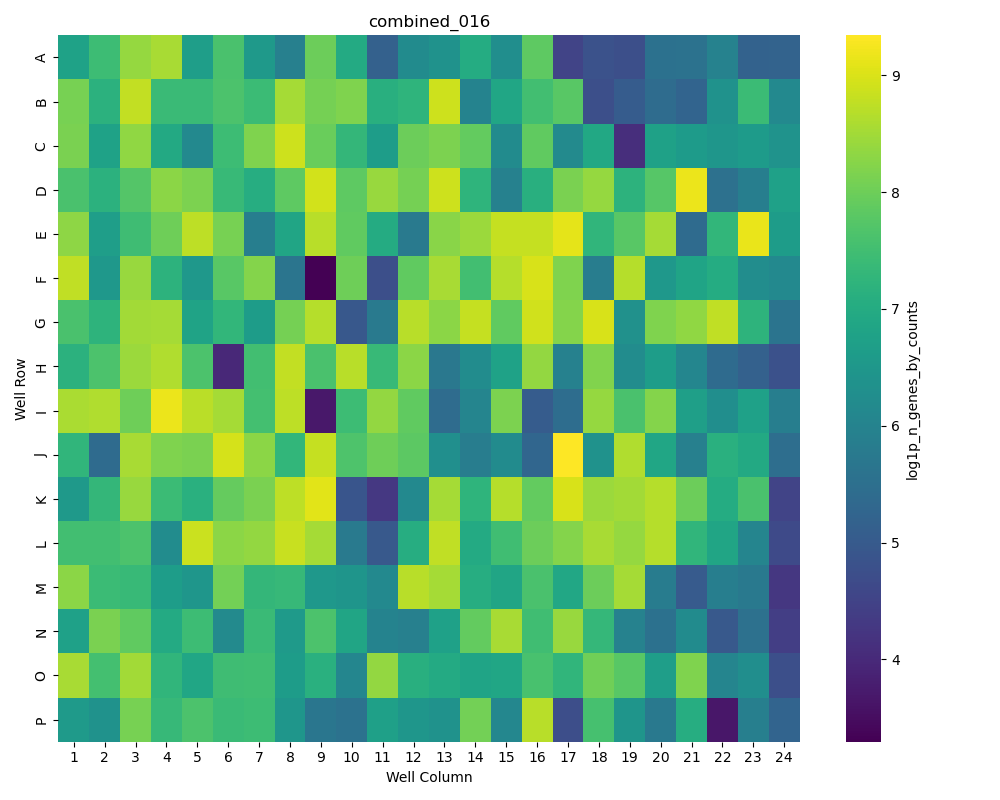 combined_016
Well Row
A
B
C
D
E
F
G
H
I
J
K
L
M
N
O
P
1 2 3 4 5 6 7 8 9 10 11 12 13 14 15 16 17 18 19 20 21 22 23 24
Well Column
9
8
7
6
5
4
log1p_n_genes_by_counts